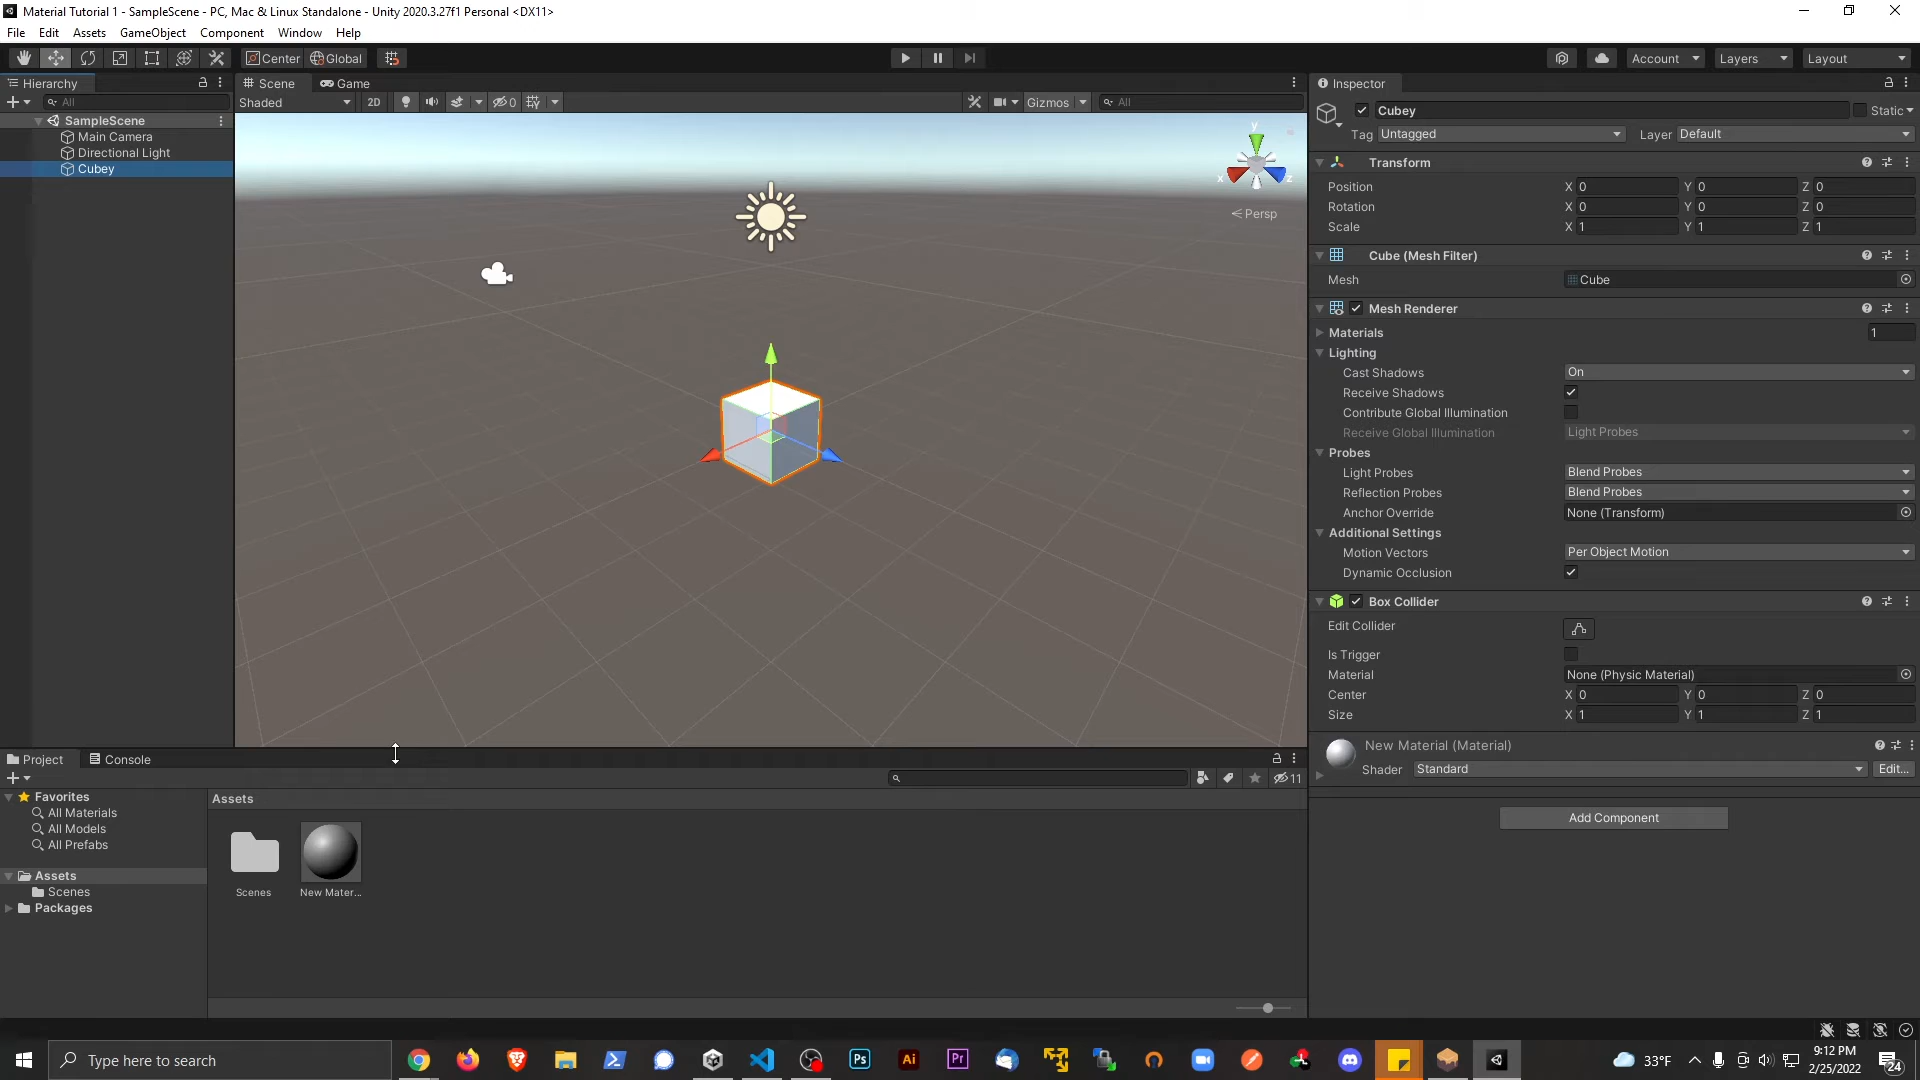 Material Tutorial 1 - SampleScene - PC, Mac & Linux Standalone - Unity 2020.3.27f1 Personal <DX11>
File Edit Assets GameObject Component Window Help
Center Global Account Layers Layout
Hierarchy
All
SampleScene
Main Camera
Directional Light
Cubey
Scene Game
Shaded 2D 0 Gizmos All
y
x z
Persp
Inspector
Cubey Static
Tag Untagged Layer Default
Transform
Position X 0 Y 0 Z 0
Rotation X 0 Y 0 Z 0
Scale X 1 Y 1 Z 1
Cube (Mesh Filter)
Mesh Cube
Mesh Renderer
Materials 1
Lighting
Cast Shadows On
Receive Shadows
Contribute Global Illumination
Receive Global Illumination Light Probes
Probes
Light Probes Blend Probes
Reflection Probes Blend Probes
Anchor Override None (Transform)
Additional Settings
Motion Vectors Per Object Motion
Dynamic Occlusion
Box Collider
Edit Collider
Is Trigger
Material None (Physic Material)
Center X 0 Y 0 Z 0
Size X 1 Y 1 Z 1
New Material (Material)
Shader Standard Edit...
Add Component
Project Console
11
Favorites
All Materials
All Models
All Prefabs
Assets
Scenes
Packages
Assets
Scenes New Mater...
Type here to search
Ps Ai Pr
33°F
9:12 PM
2/25/2022
24